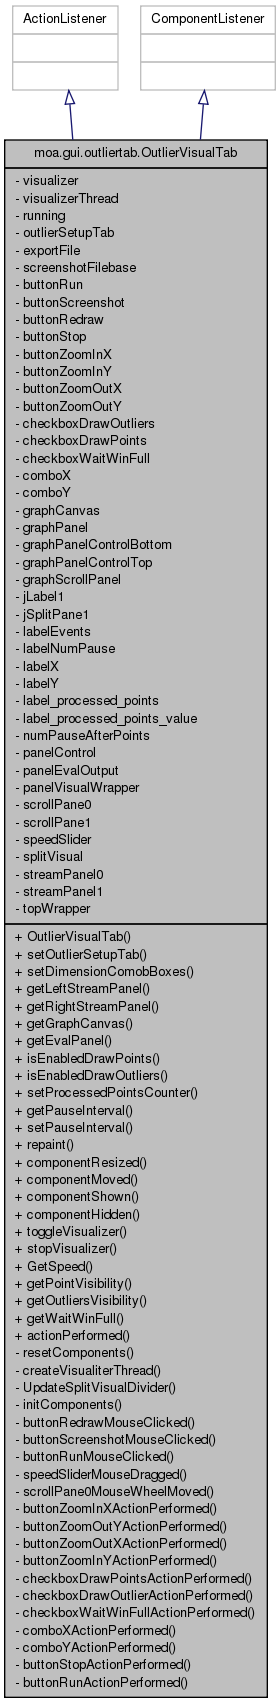 ActionListener
ComponentListener
moa.gui.outliertab.OutlierVisualTab
- visualizer
- visualizerThread
- running
- outlierSetupTab
- exportFile
- screenshotFilebase
- buttonRun
- buttonScreenshot
- buttonRedraw
- buttonStop
- buttonZoomInX
- buttonZoomInY
- buttonZoomOutX
- buttonZoomOutY
- checkboxDrawOutliers
- checkboxDrawPoints
- checkboxWaitWinFull
- comboX
- comboY
- graphCanvas
- graphPanel
- graphPanelControlBottom
- graphPanelControlTop
- graphScrollPanel
- jLabel1
- jSplitPane1
- labelEvents
- labelNumPause
- labelX
- labelY
- label_processed_points
- label_processed_points_value
- numPauseAfterPoints
- panelControl
- panelEvalOutput
- panelVisualWrapper
- scrollPane0
- scrollPane1
- speedSlider
- splitVisual
- streamPanel0
- streamPanel1
- topWrapper
+ OutlierVisualTab()
+ setOutlierSetupTab()
+ setDimensionComobBoxes()
+ getLeftStreamPanel()
+ getRightStreamPanel()
+ getGraphCanvas()
+ getEvalPanel()
+ isEnabledDrawPoints()
+ isEnabledDrawOutliers()
+ setProcessedPointsCounter()
+ getPauseInterval()
+ setPauseInterval()
+ repaint()
+ componentResized()
+ componentMoved()
+ componentShown()
+ componentHidden()
+ toggleVisualizer()
+ stopVisualizer()
+ GetSpeed()
+ getPointVisibility()
+ getOutliersVisibility()
+ getWaitWinFull()
+ actionPerformed()
- resetComponents()
- createVisualiterThread()
- UpdateSplitVisualDivider()
- initComponents()
- buttonRedrawMouseClicked()
- buttonScreenshotMouseClicked()
- buttonRunMouseClicked()
- speedSliderMouseDragged()
- scrollPane0MouseWheelMoved()
- buttonZoomInXActionPerformed()
- buttonZoomOutYActionPerformed()
- buttonZoomOutXActionPerformed()
- buttonZoomInYActionPerformed()
- checkboxDrawPointsActionPerformed()
- checkboxDrawOutlierActionPerformed()
- checkboxWaitWinFullActionPerformed()
- comboXActionPerformed()
- comboYActionPerformed()
- buttonStopActionPerformed()
- buttonRunActionPerformed()